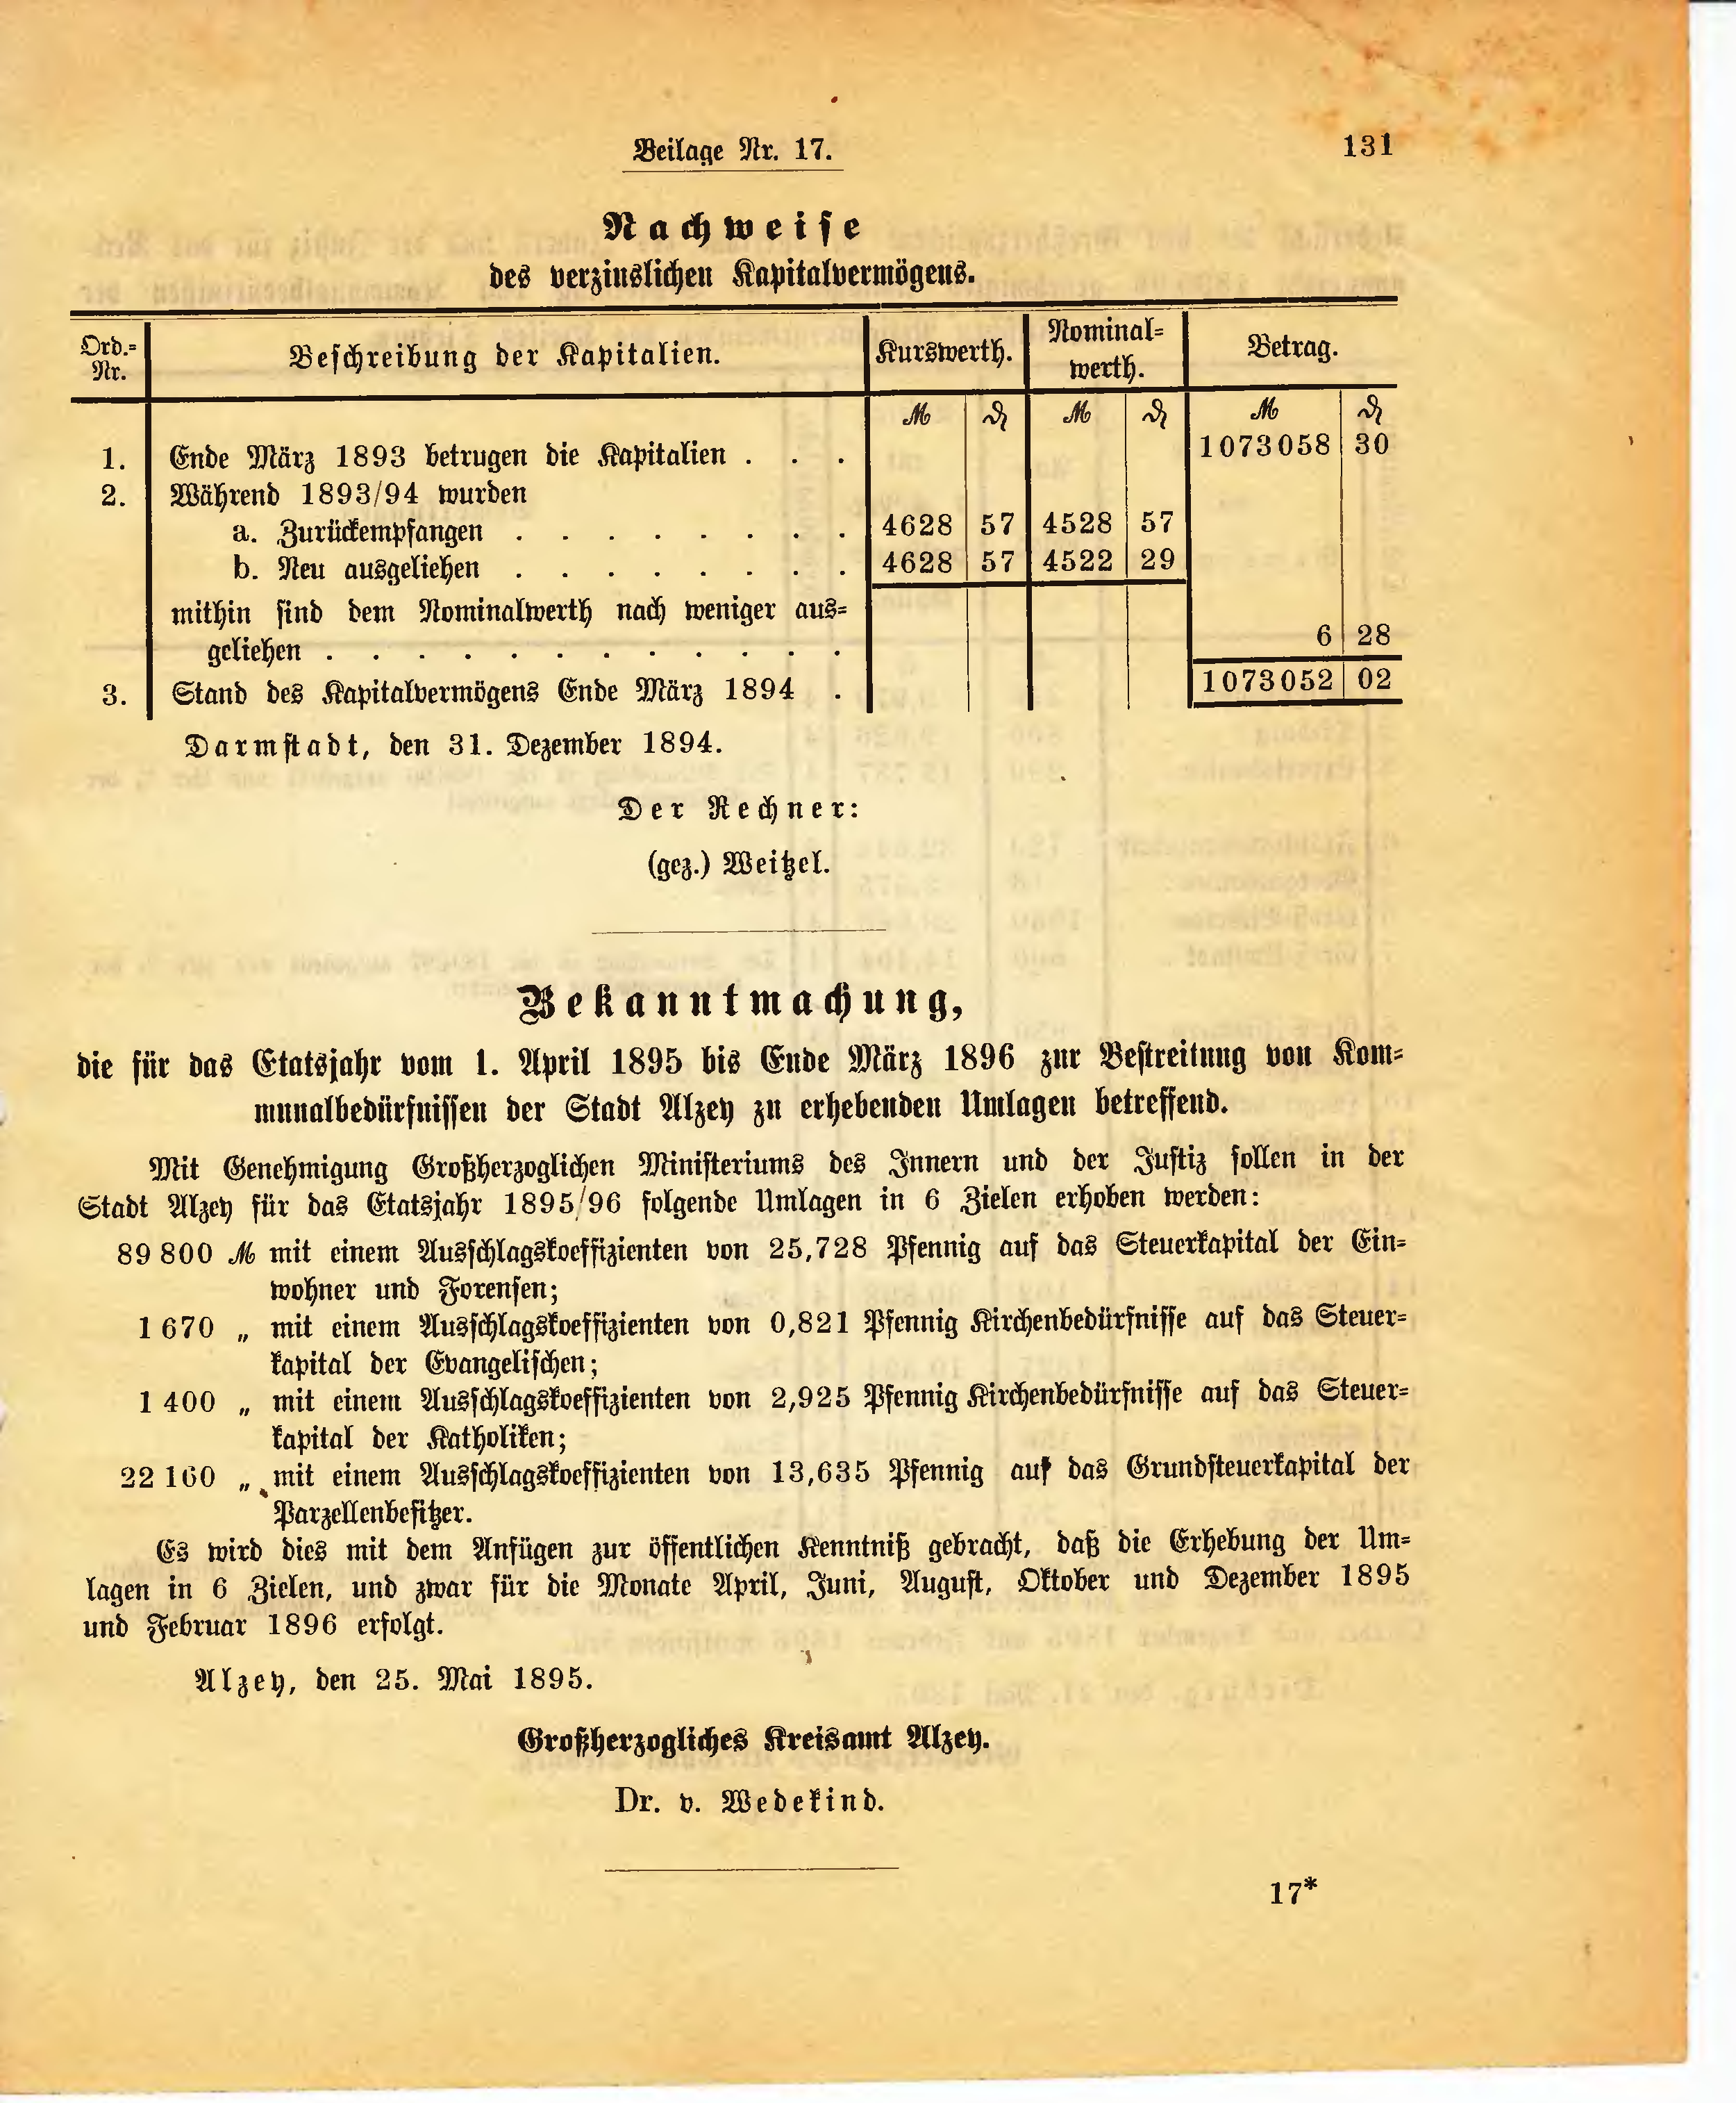 Beilage Nr. 17.
131
Nachweise
des verzinslichen Kapitalvermögens.
Ord.-
Nr.
Beschreibung der Kapitalien.
Kurswerth.
Nominal-
werth.
Betrag.
ℳ ₰ ℳ ₰ ℳ ₰
1. Ende März 1893 betrugen die Kapitalien . . . 1073058 30
2. Während 1893/94 wurden
a. Zurückempfangen . . . . . . . . 4628 57 4528 57
b. Neu ausgeliehen . . . . . . . . 4628 57 4522 29
mithin sind dem Nominalwerth nach weniger aus-
geliehen . . . . . . . . . . . . 6 28
3. Stand des Kapitalvermögens Ende März 1894 . 1073052 02
Darmstadt, den 31. Dezember 1894.
Der Rechner:
(gez.) Weitzel.
Bekanntmachung,
die für das Etatsjahr vom 1. April 1895 bis Ende März 1896 zur Bestreitung von Kom-
munalbedürfnissen der Stadt Alzey zu erhebenden Umlagen betreffend.
Mit Genehmigung Großherzoglichen Ministeriums des Innern und der Justiz sollen in der
Stadt Alzey für das Etatsjahr 1895/96 folgende Umlagen in 6 Zielen erhoben werden:
89 800 ℳ mit einem Ausschlagskoeffizienten von 25,728 Pfennig auf das Steuerkapital der Ein-
wohner und Forensen;
1 670 „ mit einem Ausschlagskoeffizienten von 0,821 Pfennig Kirchenbedürfnisse auf das Steuer-
kapital der Evangelischen;
1 400 „ mit einem Ausschlagskoeffizienten von 2,925 Pfennig Kirchenbedürfnisse auf das Steuer-
kapital der Katholiken;
22 160 „ mit einem Ausschlagskoeffizienten von 13,635 Pfennig auf das Grundsteuerkapital der
Parzellenbesitzer.
Es wird dies mit dem Anfügen zur öffentlichen Kenntniß gebracht, daß die Erhebung der Um-
lagen in 6 Zielen, und zwar für die Monate April, Juni, August, Oktober und Dezember 1895
und Februar 1896 erfolgt.
Alzey, den 25. Mai 1895.
Großherzogliches Kreisamt Alzey.
Dr. v. Wedekind.
17*